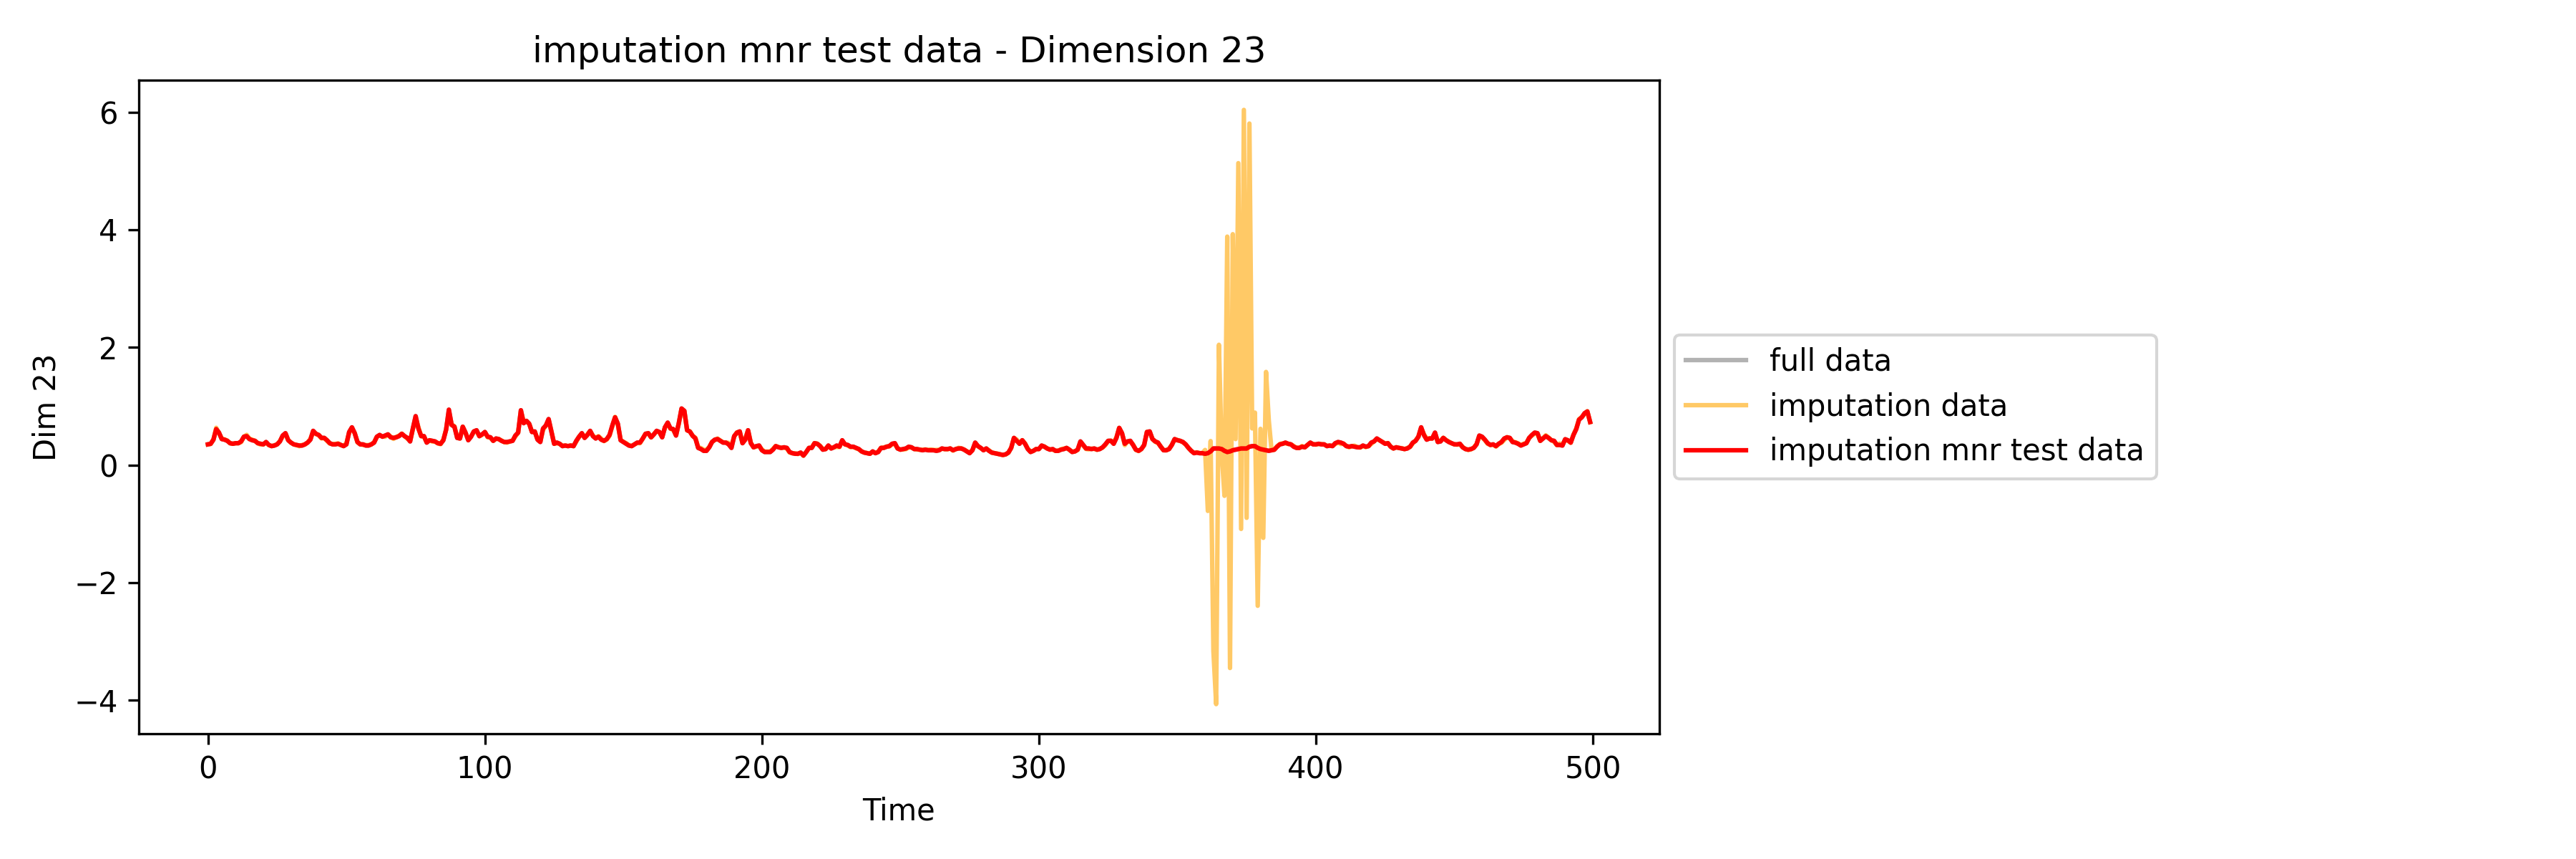 imputation mnr test data - Dimension 23
6
4
2
0
−2
−4
Dim 23
0
100
200
300
400
500
Time
full data
imputation data
imputation mnr test data